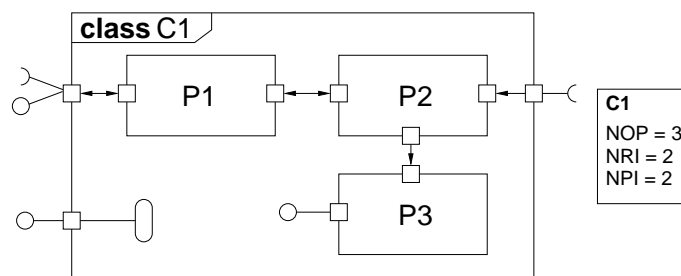 class C1
P1
P2
P3
C1
NOP = 3
NRI = 2
NPI = 2